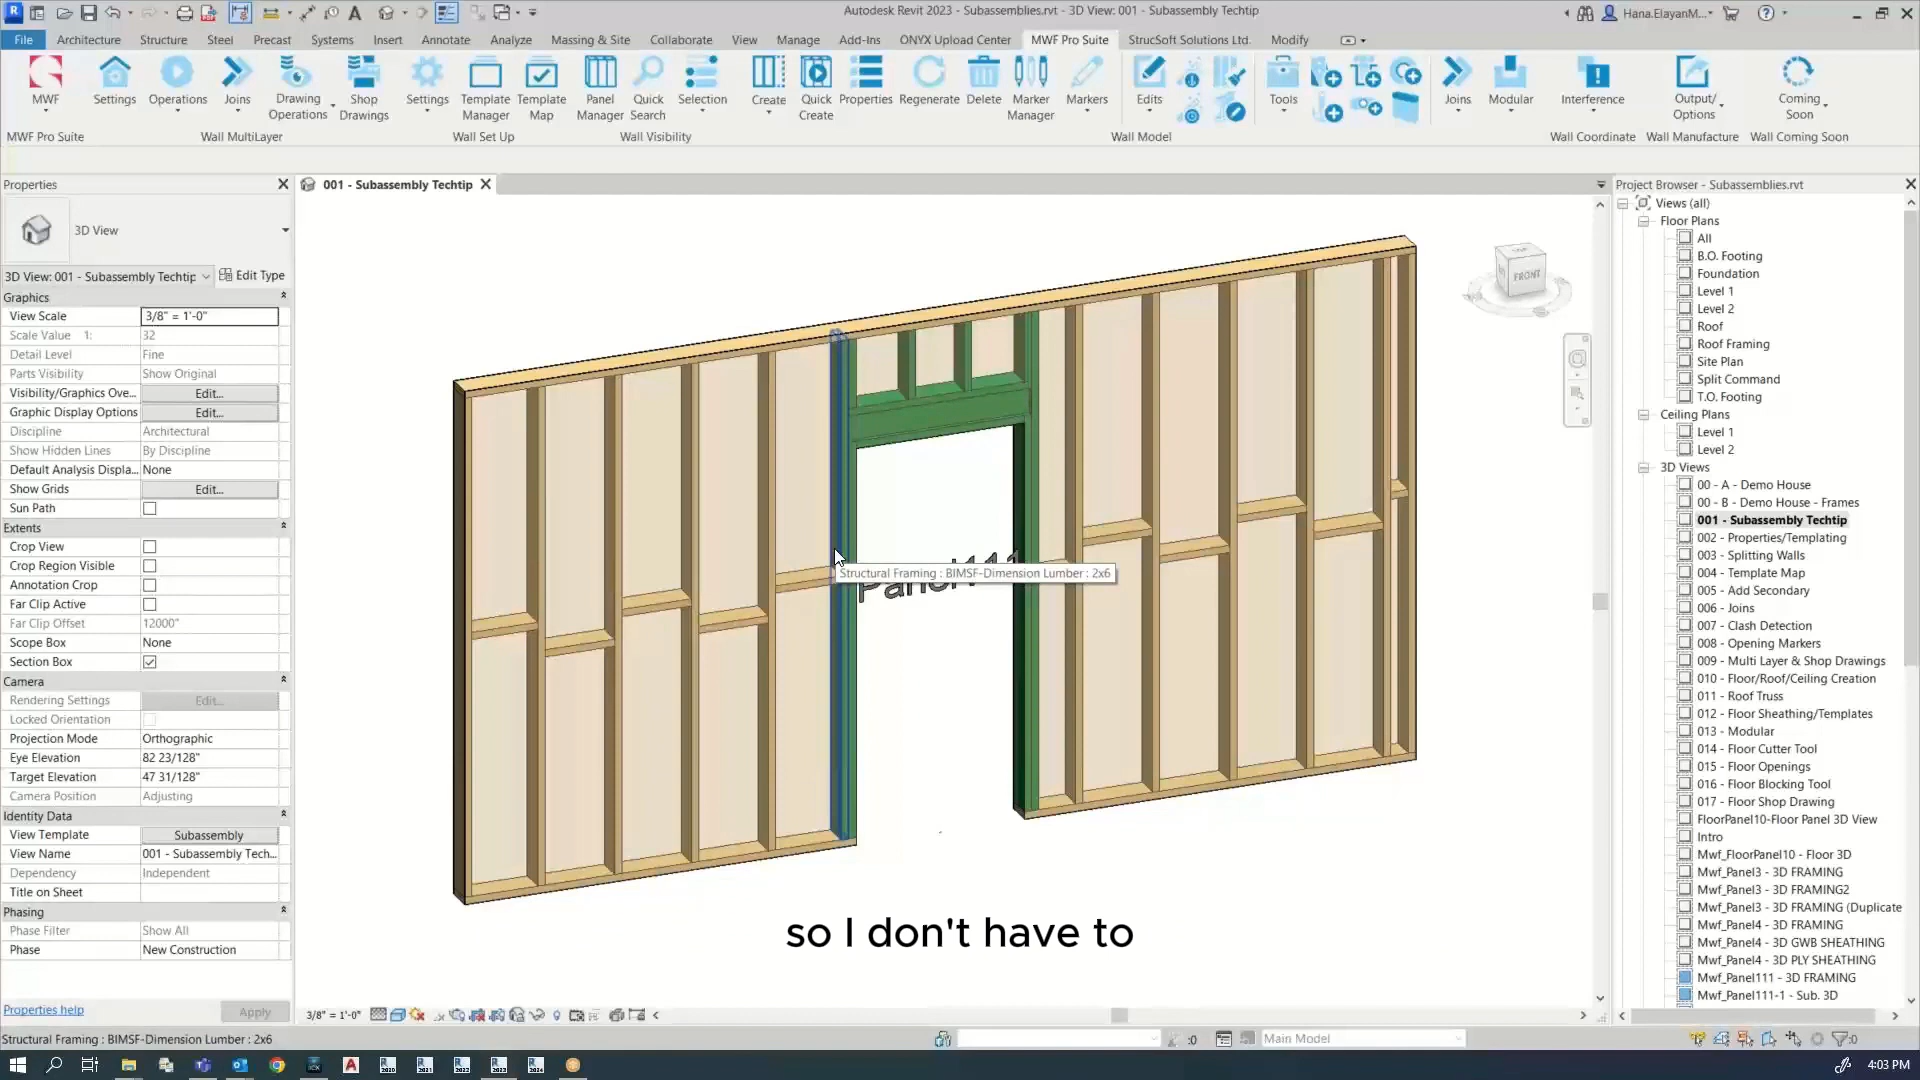 Autodesk Revit 2023 - Subassemblies.rvt - 3D View: 001 - Subassembly Techtip
Hana.ElayanM...
File Architecture Structure Steel Precast Systems Insert Annotate Analyze Massing & Site Collaborate View Manage Add-Ins ONYX Upload Center MWF Pro Suite StrucSoft Solutions Ltd. Modify
MWF Settings Operations Joins Drawing Operations Shop Drawings Settings Template Manager Template Map Panel Manager Quick Search Selection Create Quick Create Properties Regenerate Delete Marker Manager Markers Edits Tools Joins Modular Interference Output/ Options Coming Soon
MWF Pro Suite Wall MultiLayer Wall Set Up Wall Visibility Wall Model Wall Coordinate Wall Manufacture Wall Coming Soon
Properties
3D View
3D View: 001 - Subassembly Techtip Edit Type
Graphics
View Scale 3/8" = 1'-0"
Scale Value 1: 32
Detail Level Fine
Parts Visibility Show Original
Visibility/Graphics Ove... Edit...
Graphic Display Options Edit...
Discipline Architectural
Show Hidden Lines By Discipline
Default Analysis Displa... None
Show Grids Edit...
Sun Path
Extents
Crop View
Crop Region Visible
Annotation Crop
Far Clip Active
Far Clip Offset 12000"
Scope Box None
Section Box
Camera
Rendering Settings Edit...
Locked Orientation
Projection Mode Orthographic
Eye Elevation 82 23/128"
Target Elevation 47 31/128"
Camera Position Adjusting
Identity Data
View Template Subassembly
View Name 001 - Subassembly Tech...
Dependency Independent
Title on Sheet
Phasing
Phase Filter Show All
Phase New Construction
Properties help Apply
001 - Subassembly Techtip
FRONT
Structural Framing : BIMSF-Dimension Lumber : 2x6
Panel111
so I don't have to
3/8" = 1'-0"
Project Browser - Subassemblies.rvt
Views (all)
Floor Plans
All
B.O. Footing
Foundation
Level 1
Level 2
Roof
Roof Framing
Site Plan
Split Command
T.O. Footing
Ceiling Plans
Level 1
Level 2
3D Views
00 - A - Demo House
00 - B - Demo House - Frames
001 - Subassembly Techtip
002 - Properties/Templating
003 - Splitting Walls
004 - Template Map
005 - Add Secondary
006 - Joins
007 - Clash Detection
008 - Opening Markers
009 - Multi Layer & Shop Drawings
010 - Floor/Roof/Ceiling Creation
011 - Roof Truss
012 - Floor Sheathing/Templates
013 - Modular
014 - Floor Cutter Tool
015 - Floor Openings
016 - Floor Blocking Tool
017 - Floor Shop Drawing
FloorPanel10-Floor Panel 3D View
Intro
Mwf_FloorPanel10 - Floor 3D
Mwf_Panel3 - 3D FRAMING
Mwf_Panel3 - 3D FRAMING2
Mwf_Panel3 - 3D FRAMING (Duplicate
Mwf_Panel4 - 3D FRAMING
Mwf_Panel4 - 3D GWB SHEATHING
Mwf_Panel4 - 3D PLY SHEATHING
Mwf_Panel111 - 3D FRAMING
Mwf_Panel111-1 - Sub. 3D
Structural Framing : BIMSF-Dimension Lumber : 2x6
:0 Main Model :0
4:03 PM